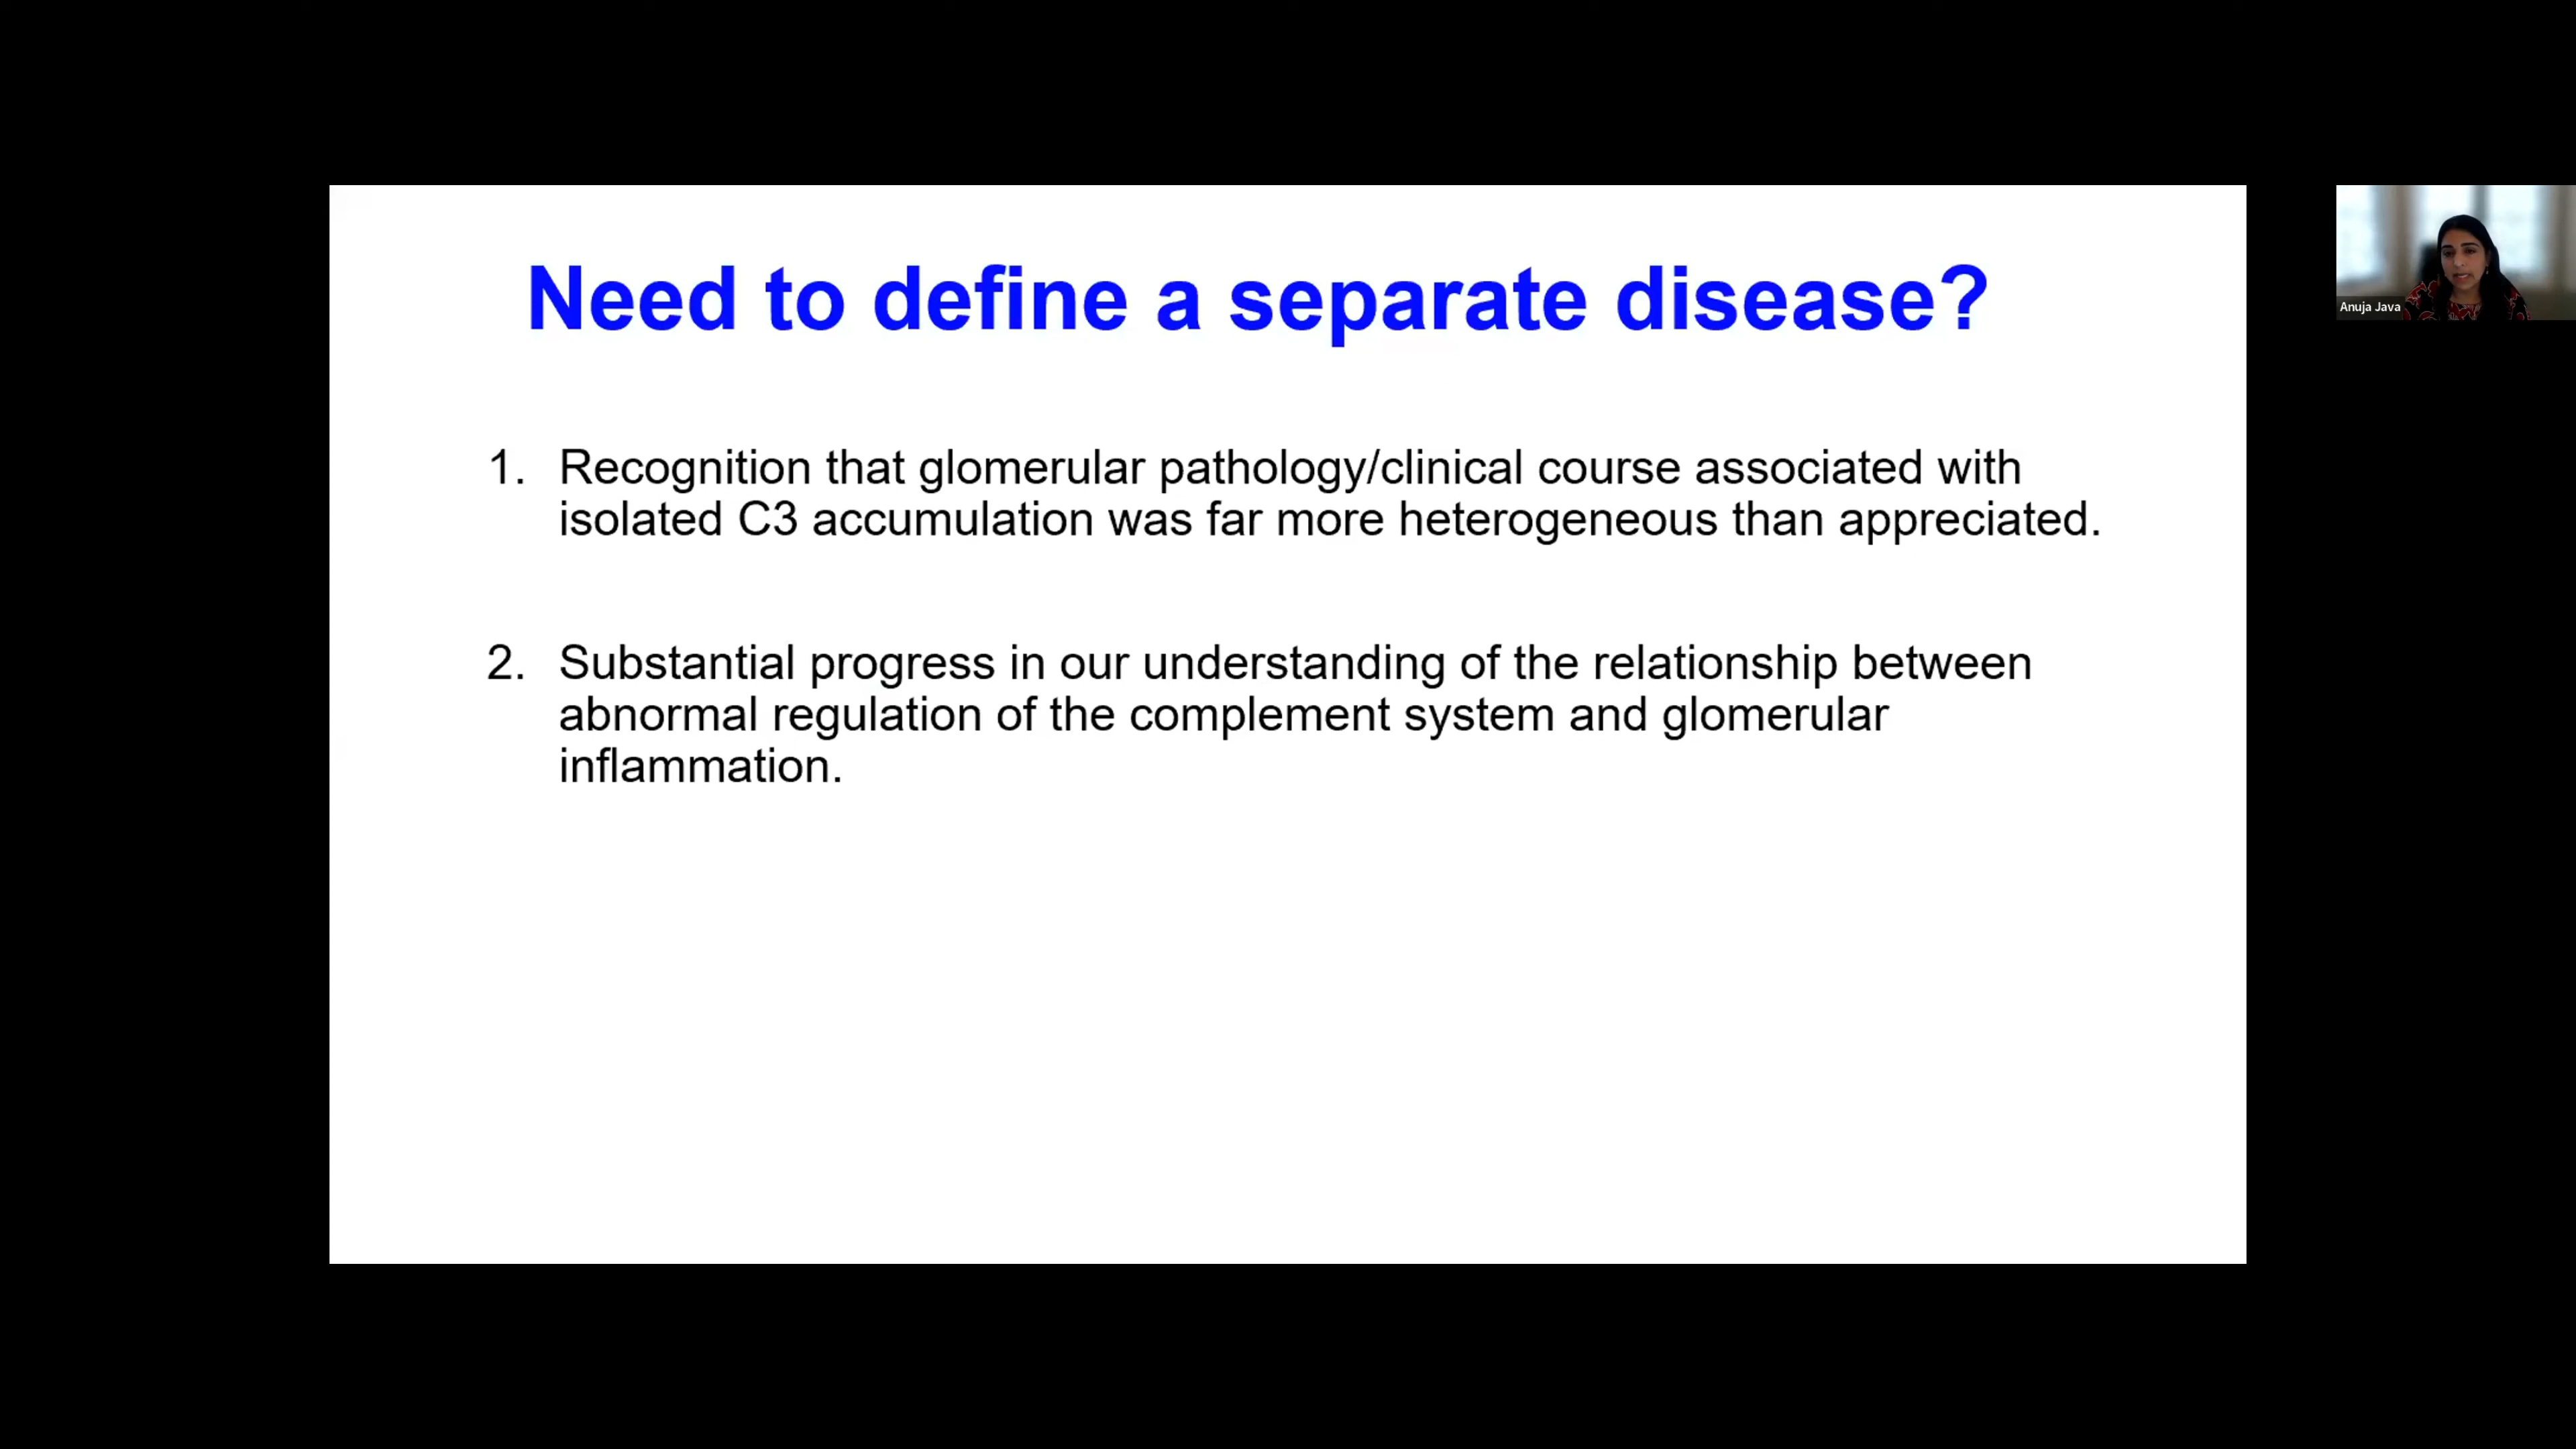 Need to define a separate disease?
Anuja Java
1. Recognition that glomerular pathology/clinical course associated with
isolated C3 accumulation was far more heterogeneous than appreciated.
2. Substantial progress in our understanding of the relationship between
abnormal regulation of the complement system and glomerular
inflammation.